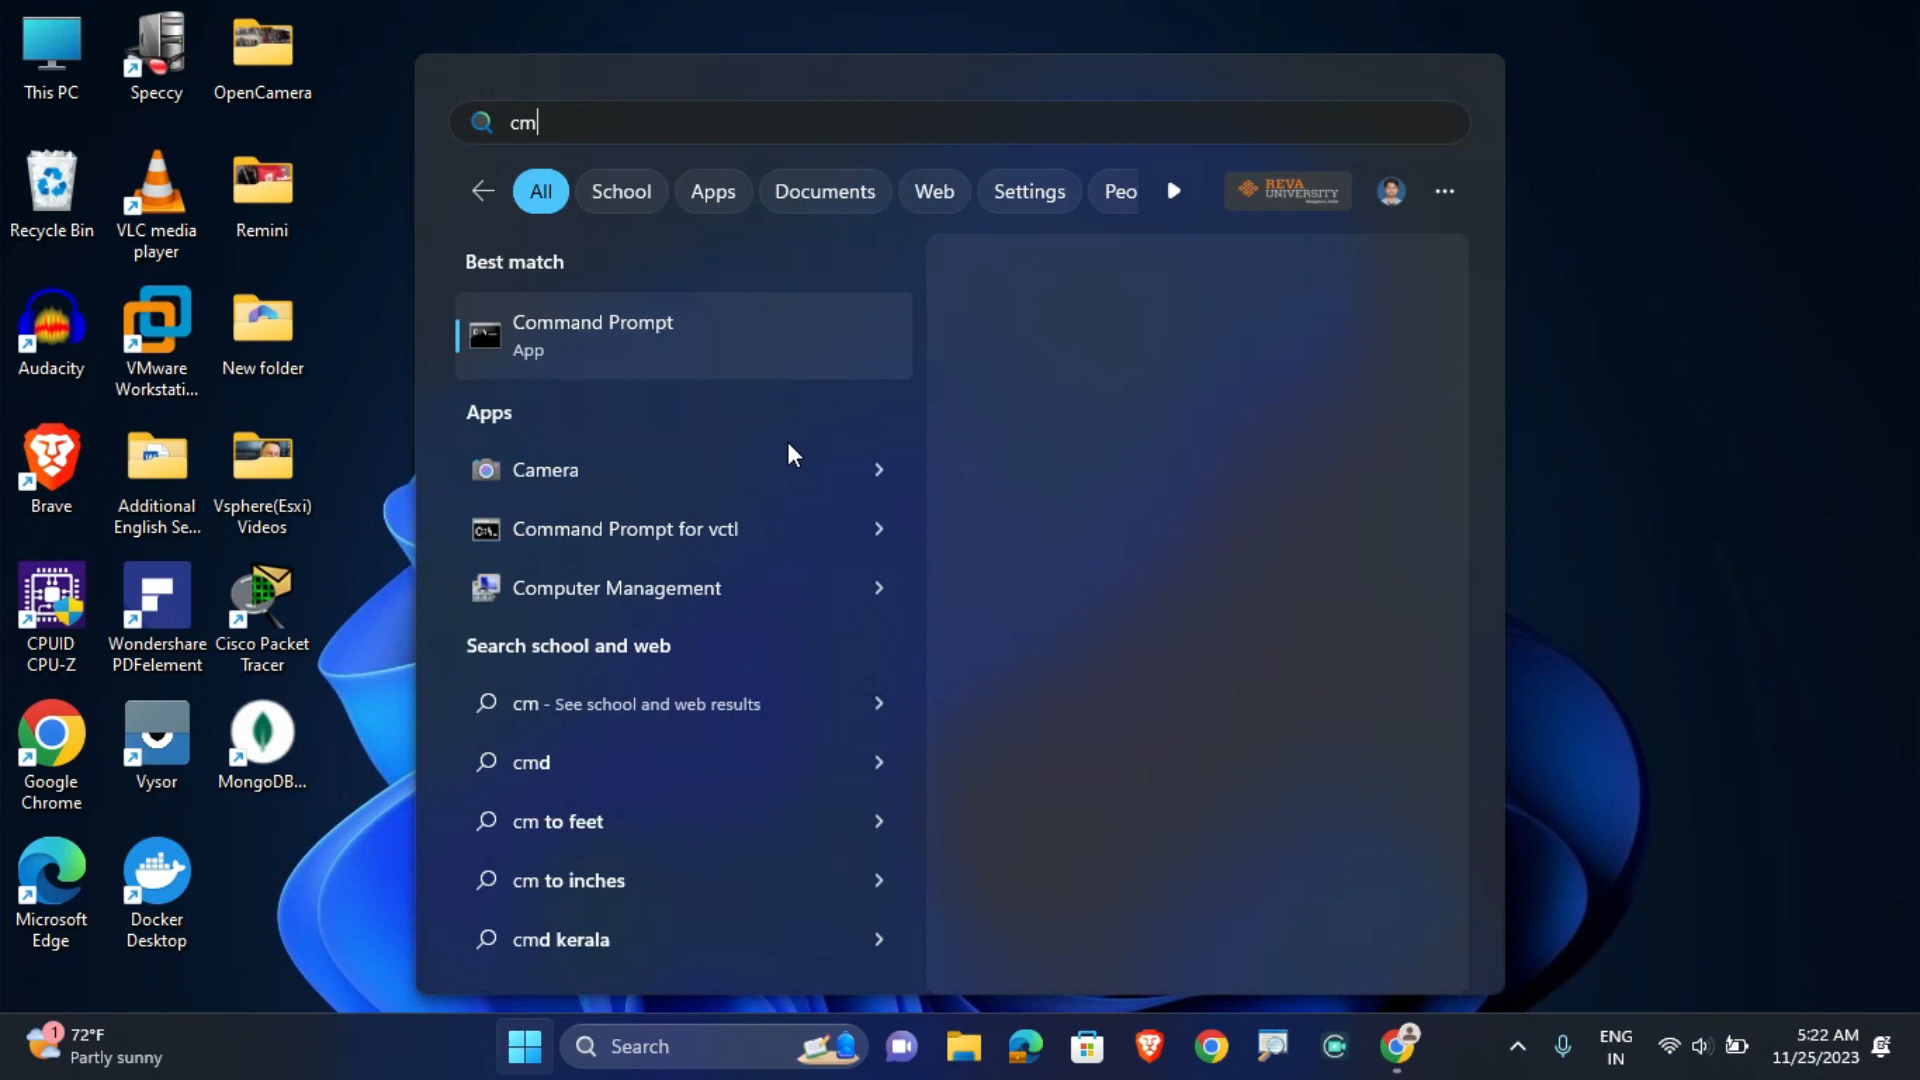 This PC
Speccy
OpenCamera
Recycle Bin
VLC media
player
Remini
Audacity
VMware
Workstati...
New folder
Brave
Additional
English Se...
Vsphere(Esxi)
Videos
CPUID
CPU-Z
Wondershare
PDFelement
Cisco Packet
Tracer
Google
Chrome
Vysor
MongoDB...
Microsoft
Edge
Docker
Desktop
cm
All
School
Apps
Documents
Web
Settings
Peo
REVA
UNIVERSITY
Best match
Command Prompt
App
Apps
Camera
Command Prompt for vctl
Computer Management
Search school and web
cm - See school and web results
cmd
cm to feet
cm to inches
cmd kerala
1
72°F
Partly sunny
Search
ENG
IN
5:22 AM
11/25/2023